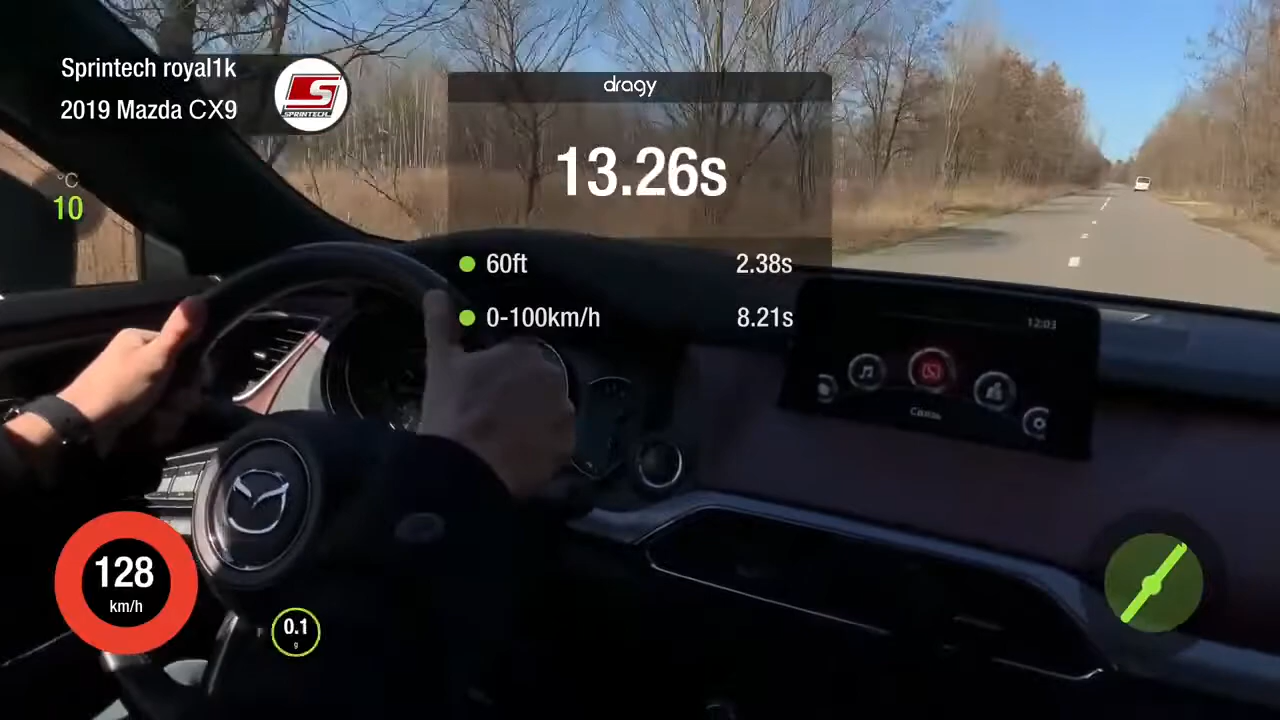 Sprintech royal1k
2019 Mazda CX9
SPRINTECH
dragy
13.26s
°C
10
60ft 2.38s
0-100km/h 8.21s
12:03
Связь
128
km/h
0.1
g